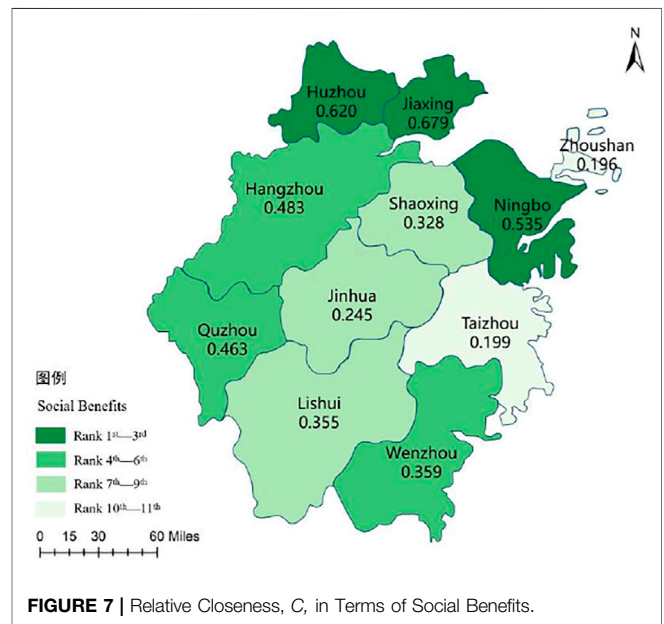 N
Huzhou
0.620
Jiaxing
0.679
Zhoushan
0.196
Hangzhou
0.483
Shaoxing
0.328
Ningbo
0.535
Jinhua
0.245
Quzhou
0.463
Taizhou
0.199
Lishui
0.355
Wenzhou
0.359
图例
Social Benefits
Rank 1st—3rd
Rank 4th—6th
Rank 7th—9th
Rank 10th—11th
0 15 30 60 Miles
FIGURE 7 | Relative Closeness, C, in Terms of Social Benefits.